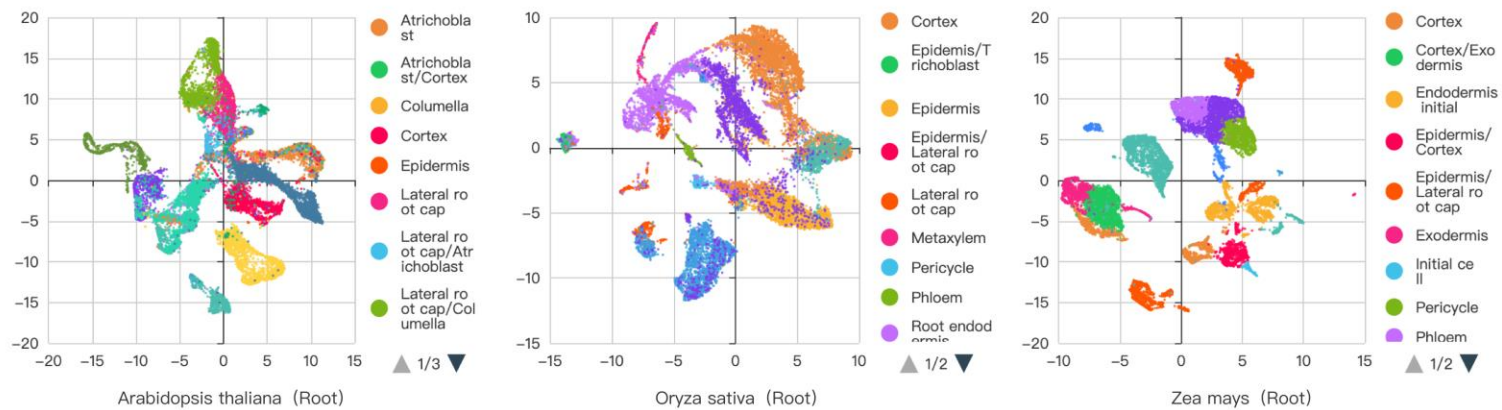 20
15
10
5
0
−5
−10
−15
−20
−20
−15
−10
−5
0
5
10
15
Atrichobla
st
Atrichobla
st/Cortex
Columella
Cortex
Epidermis
Lateral ro
ot cap
Lateral ro
ot cap/Atr
ichoblast
Lateral ro
ot cap/Col
umella
1/3
Arabidopsis thaliana (Root)
10
5
0
−5
−10
−15
−15
−10
−5
0
5
10
Cortex
Epidemis/T
richoblast
Epidermis
Epidermis/
Lateral ro
ot cap
Lateral ro
ot cap
Metaxylem
Pericycle
Phloem
Root endod
ermis
1/2
Oryza sativa (Root)
20
15
10
5
0
−5
−10
−15
−20
−10
−5
0
5
10
15
Cortex
Cortex/Exo
dermis
Endodermis
initial
Epidermis/
Cortex
Epidermis/
Lateral ro
ot cap
Exodermis
Initial ce
ll
Pericycle
Phloem
1/2
Zea mays (Root)